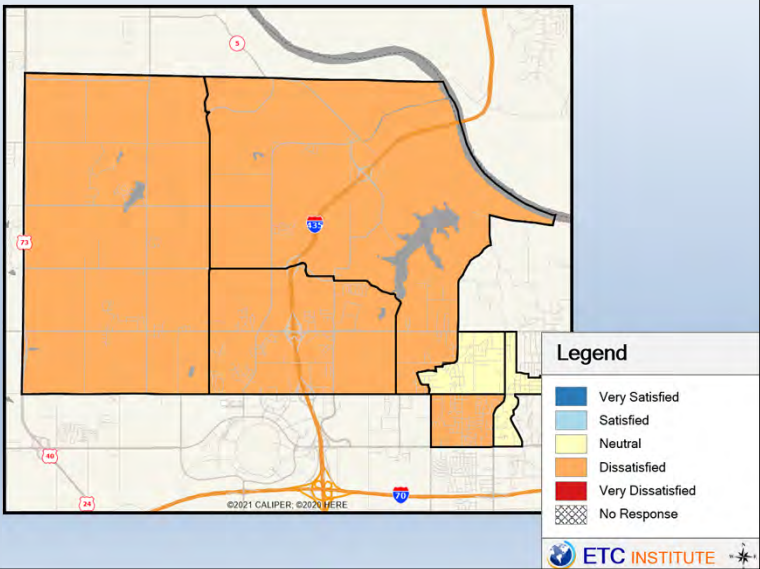 5
435
73
Legend
Very Satisfied
Satisfied
Neutral
Dissatisfied
Very Dissatisfied
No Response
40
24
70
©2021 CALIPER; ©2020 HERE
ETC INSTITUTE